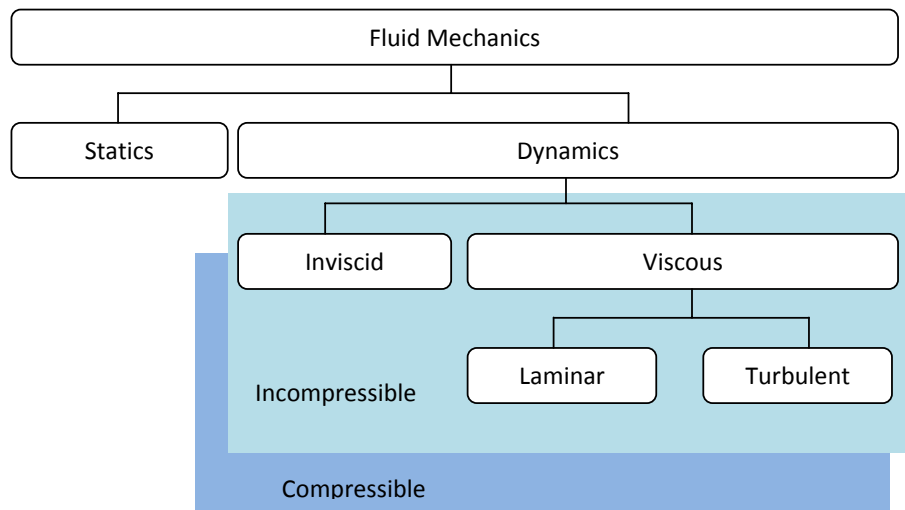 Fluid Mechanics
Statics
Dynamics
Inviscid
Viscous
Laminar
Turbulent
Incompressible
Compressible